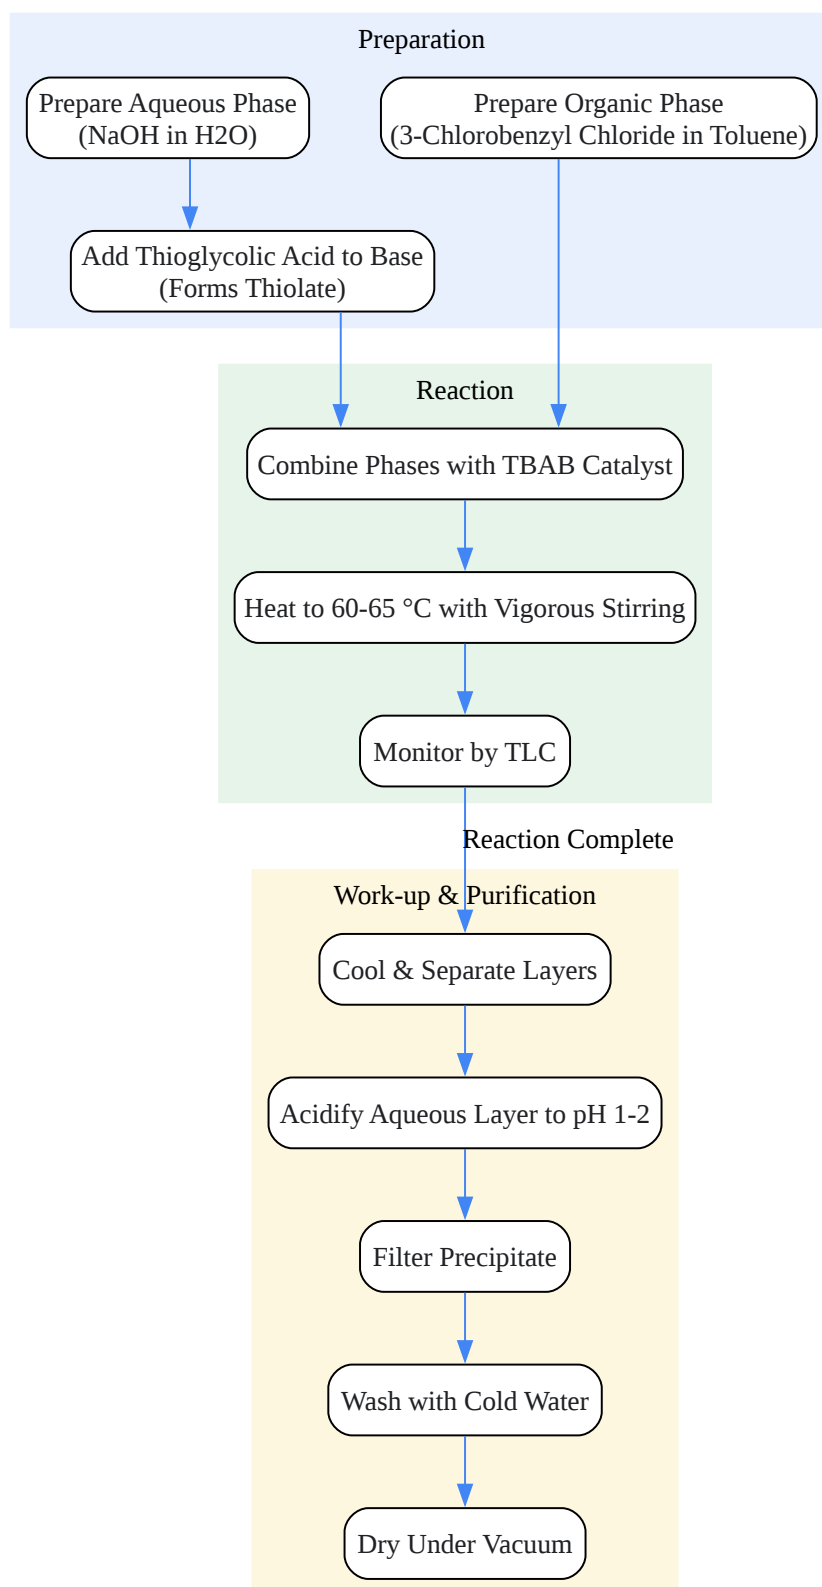 Preparation
Prepare Aqueous Phase
(NaOH in H2O)
Prepare Organic Phase
(3-Chlorobenzyl Chloride in Toluene)
Add Thioglycolic Acid to Base
(Forms Thiolate)
Reaction
Combine Phases with TBAB Catalyst
Heat to 60-65 °C with Vigorous Stirring
Monitor by TLC
Reaction Complete
Work-up & Purification
Cool & Separate Layers
Acidify Aqueous Layer to pH 1-2
Filter Precipitate
Wash with Cold Water
Dry Under Vacuum